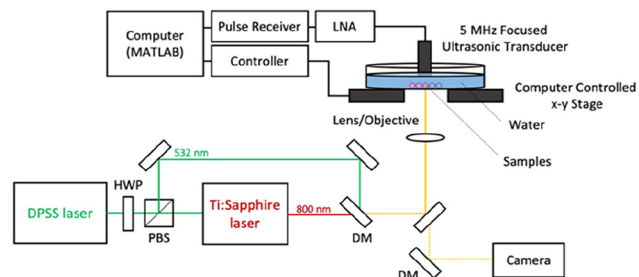 Computer
(MATLAB)
Pulse Receiver
LNA
5 MHz Focused
Ultrasonic Transducer
Controller
Computer Controlled
x-y Stage
Lens/Objective
Water
Samples
532 nm
HWP
DPSS laser
PBS
Ti:Sapphire
laser
800 nm
DM
Camera
DM